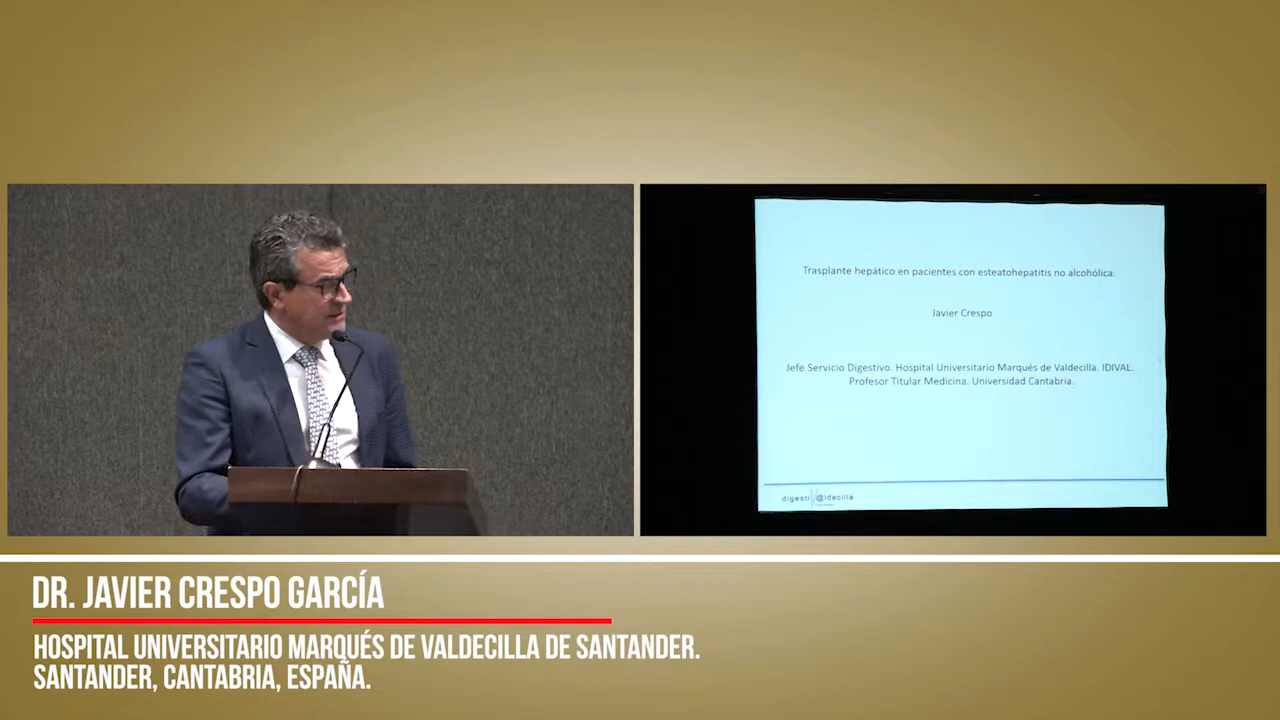 Trasplante hepático en pacientes con esteatohepatitis no alcohólica.
Javier Crespo
Jefe Servicio Digestivo. Hospital Universitario Marqués de Valdecilla. IDIVAL.
Profesor Titular Medicina. Universidad Cantabria.
digestiv@ldecilla
DR. JAVIER CRESPO GARCÍA
HOSPITAL UNIVERSITARIO MARQUÉS DE VALDECILLA DE SANTANDER.
SANTANDER, CANTABRIA, ESPAÑA.